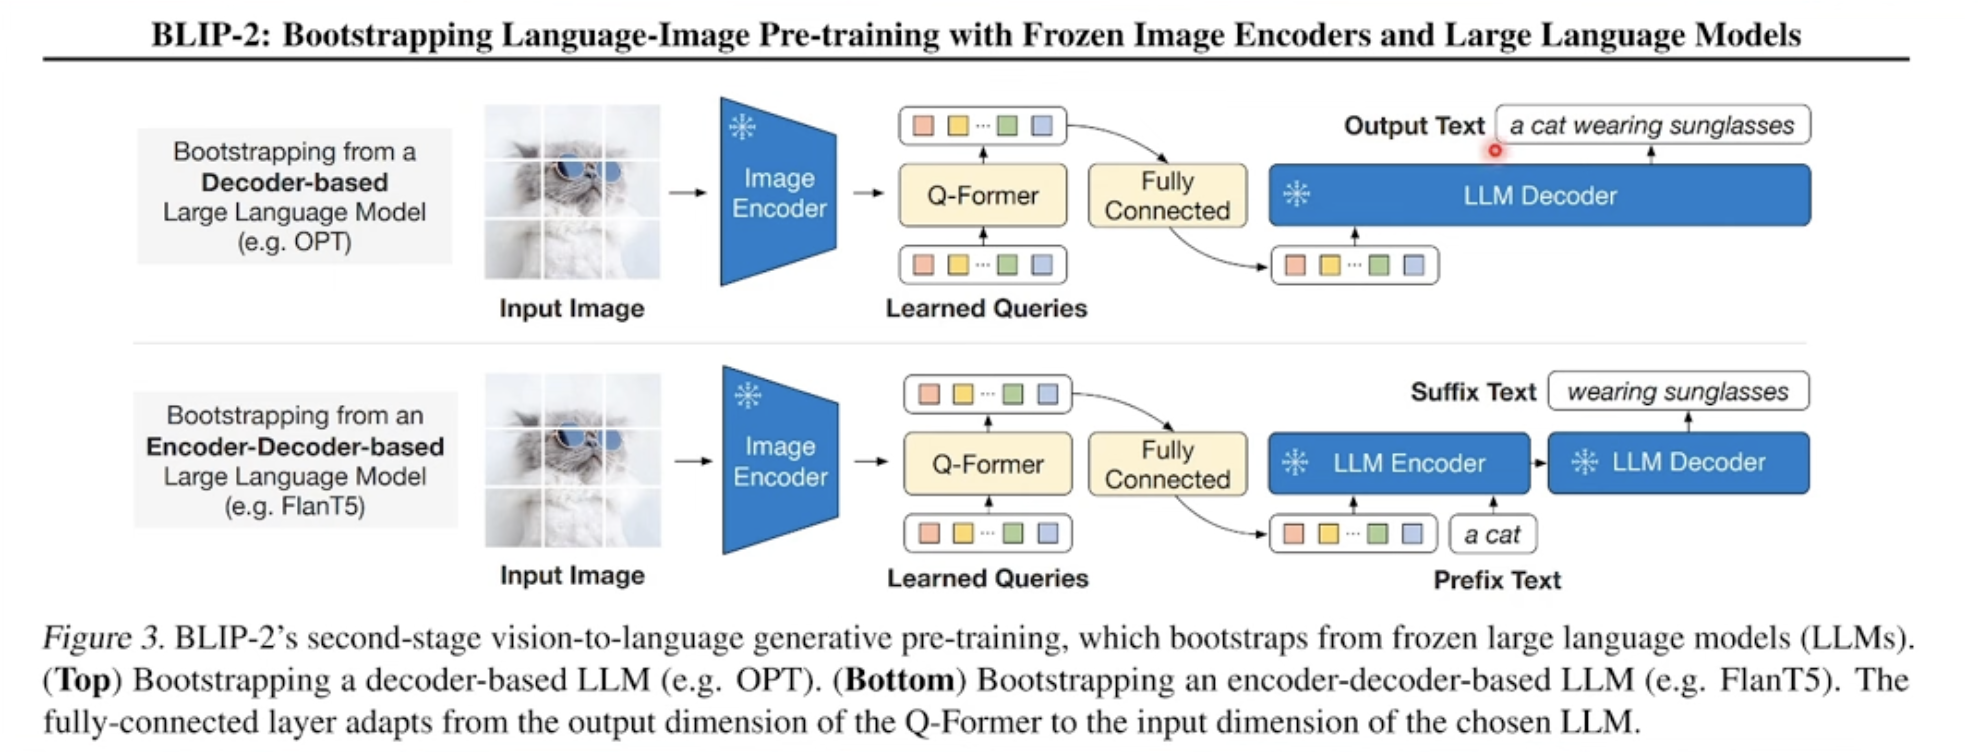 BLIP-2: Bootstrapping Language-Image Pre-training with Frozen Image Encoders and Large Language Models
Bootstrapping from a
Decoder-based
Large Language Model
(e.g. OPT)
Input Image
Image
Encoder
Q-Former
Learned Queries
Fully
Connected
Output Text
a cat wearing sunglasses
LLM Decoder
Bootstrapping from an
Encoder-Decoder-based
Large Language Model
(e.g. FlanT5)
Input Image
Image
Encoder
Q-Former
Learned Queries
Fully
Connected
Suffix Text
wearing sunglasses
LLM Encoder
LLM Decoder
a cat
Prefix Text
Figure 3. BLIP-2's second-stage vision-to-language generative pre-training, which bootstraps from frozen large language models (LLMs).
(Top) Bootstrapping a decoder-based LLM (e.g. OPT). (Bottom) Bootstrapping an encoder-decoder-based LLM (e.g. FlanT5). The
fully-connected layer adapts from the output dimension of the Q-Former to the input dimension of the chosen LLM.